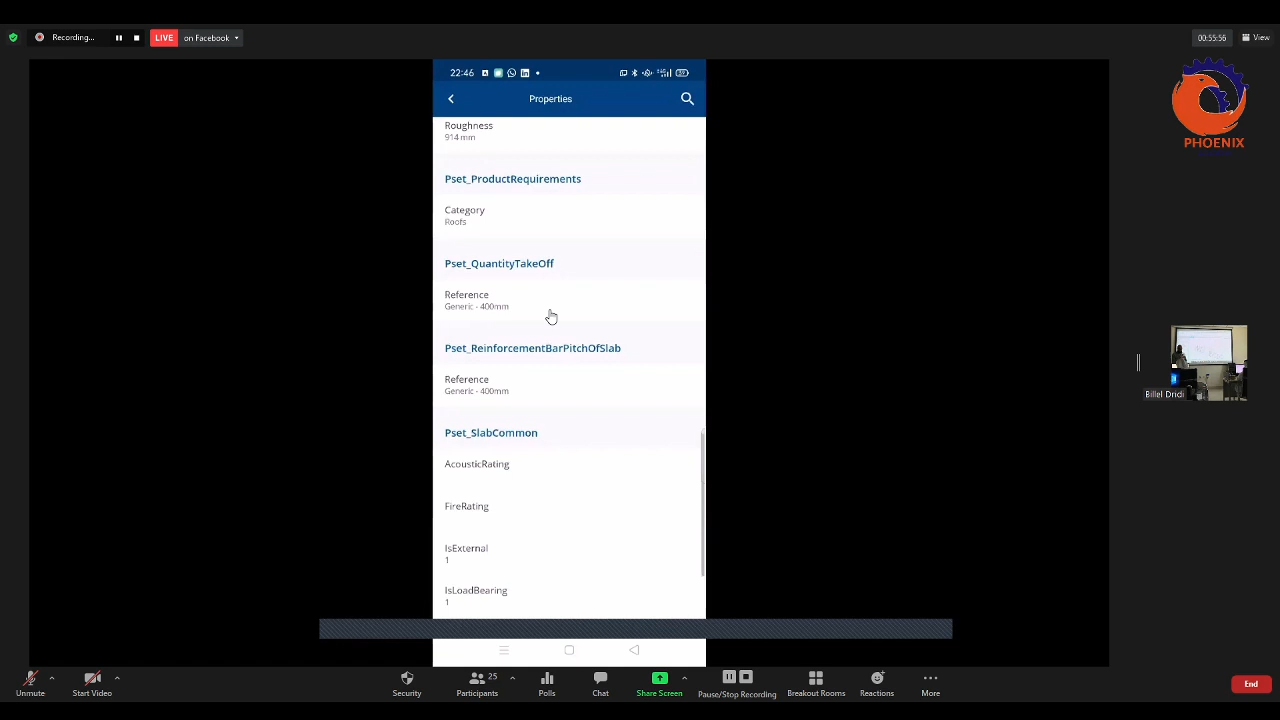 Recording...
LIVE
on Facebook
00:55:56
View
22:46
Properties
PHOENIX
Roughness
914 mm
Pset_ProductRequirements
Category
Roofs
Pset_QuantityTakeOff
Reference
Generic - 400mm
Pset_ReinforcementBarPitchOfSlab
Reference
Generic - 400mm
Billel Dridi
Pset_SlabCommon
AcousticRating
FireRating
IsExternal
1
IsLoadBearing
1
Unmute
Start Video
Security
Participants 25
Polls
Chat
Share Screen
Pause/Stop Recording
Breakout Rooms
Reactions
More
End